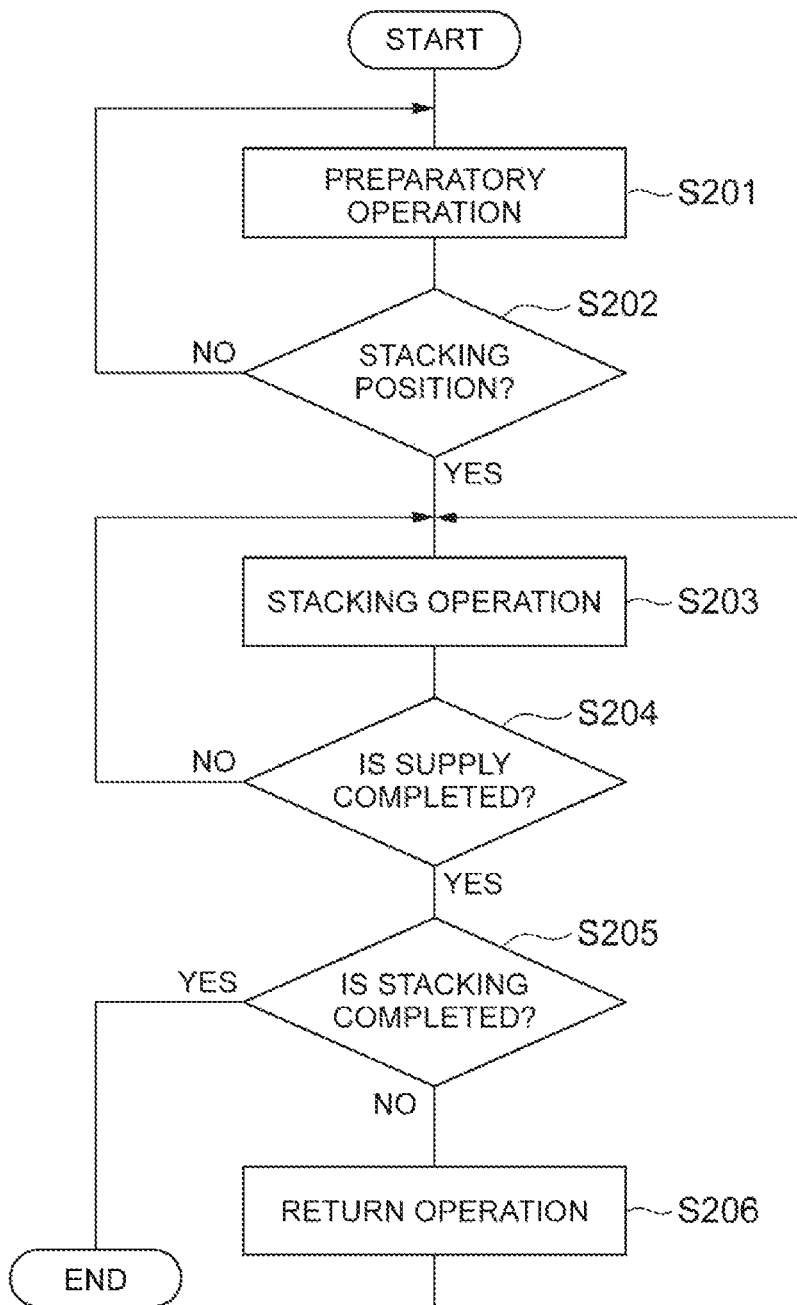 START
PREPARATORY
OPERATION
S201
S202
STACKING
POSITION?
NO
YES
STACKING OPERATION
S203
S204
IS SUPPLY
COMPLETED?
NO
YES
S205
IS STACKING
COMPLETED?
YES
NO
RETURN OPERATION
S206
END